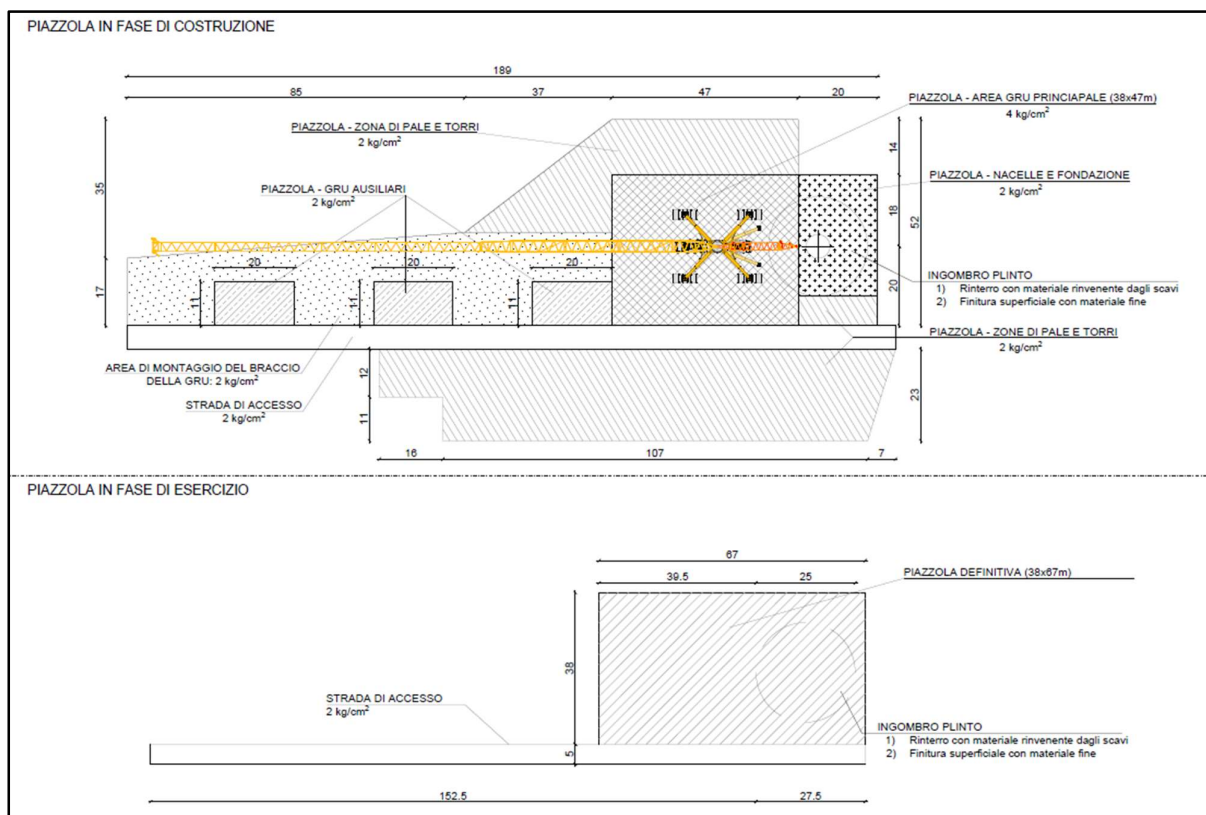 PIAZZOLA IN FASE DI COSTRUZIONE
189
85 37 47 20
PIAZZOLA - AREA GRU PRINCIAPALE (38x47m)
4 kg/cm²
PIAZZOLA - ZONA DI PALE E TORRI
2 kg/cm²
14
35
PIAZZOLA - NACELLE E FONDAZIONE
2 kg/cm²
PIAZZOLA - GRU AUSILIARI
2 kg/cm²
18
52
20 20 20
INGOMBRO PLINTO
1) Rinterro con materiale rinvenente dagli scavi
2) Finitura superficiale con materiale fine
17
11 11 11
20
PIAZZOLA - ZONE DI PALE E TORRI
2 kg/cm²
AREA DI MONTAGGIO DEL BRACCIO
DELLA GRU: 2 kg/cm²
12
STRADA DI ACCESSO
2 kg/cm²
23
11
16 107 7
PIAZZOLA IN FASE DI ESERCIZIO
67
39.5 25
PIAZZOLA DEFINITIVA (38x67m)
38
STRADA DI ACCESSO
2 kg/cm²
INGOMBRO PLINTO
1) Rinterro con materiale rinvenente dagli scavi
2) Finitura superficiale con materiale fine
5
152.5 27.5